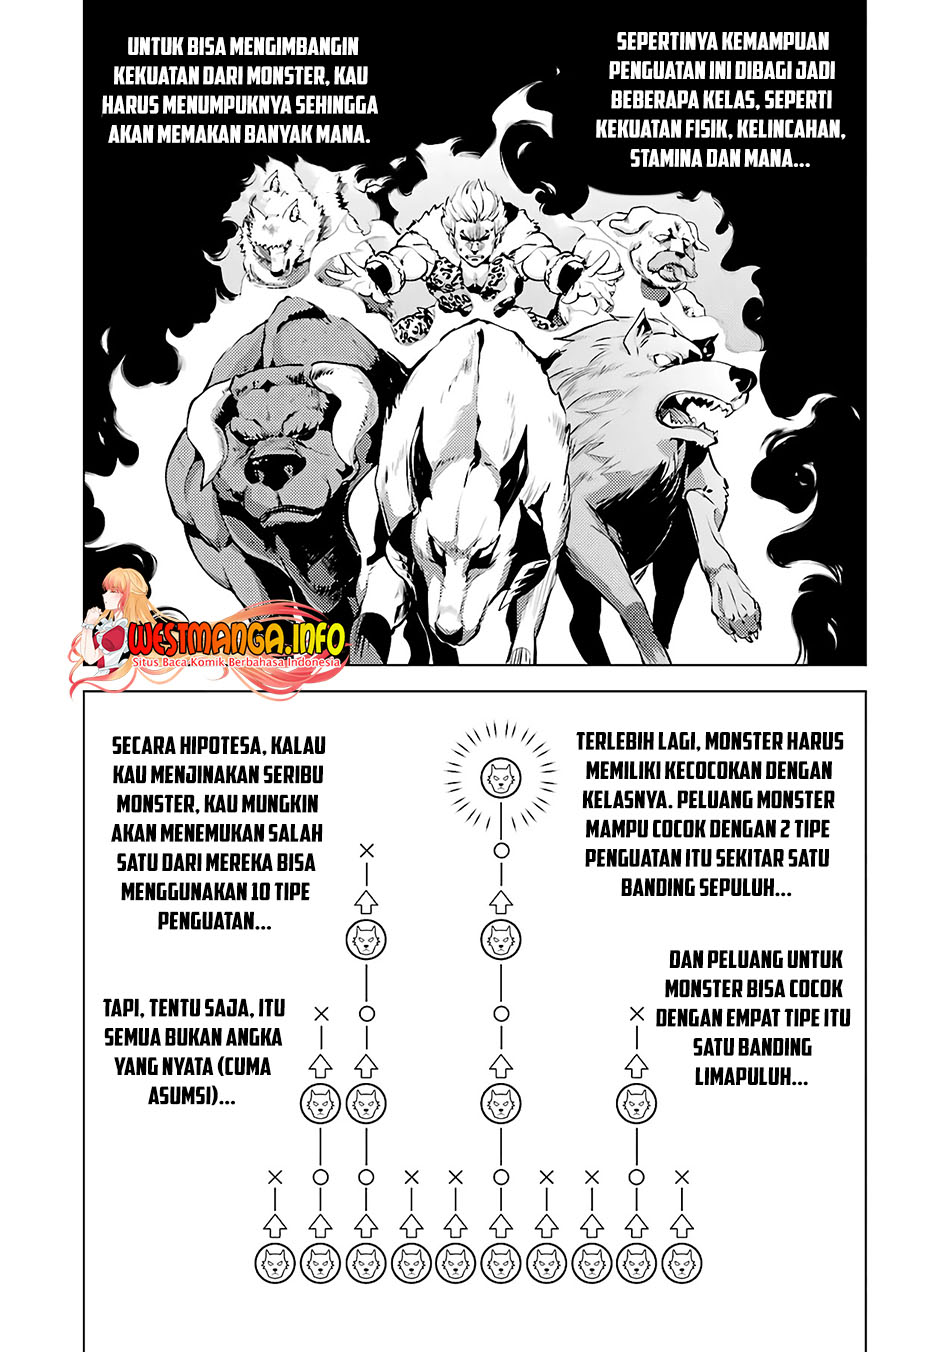 SEPERTINYA KEMAMPUAN
PENGUATAN INI DIBAGI JADI
BEBERAPA KELAS, SEPERTI
KEKUATAN FISIK, KELINCAHAN,
STAMINA DAN MANA...
UNTUK BISA MENGIMBANGIN
KEKUATAN DARI MONSTER, KAU
HARUS MENUMPUKNYA SEHINGGA
AKAN MEMAKAN BANYAK MANA.
WESTMANGA.INFO
Situs Baca Komik Berbahasa Indonesia
TERLEBIH LAGI, MONSTER HARUS
MEMILIKI KECOCOKAN DENGAN
KELASNYA. PELUANG MONSTER
MAMPU COCOK DENGAN 2 TIPE
PENGUATAN ITU SEKITAR SATU
BANDING SEPULUH...
DAN PELUANG UNTUK
MONSTER BISA COCOK
DENGAN EMPAT TIPE ITU
SATU BANDING
LIMAPULUH...
SECARA HIPOTESA, KALAU
KAU MENJINAKAN SERIBU
MONSTER, KAU MUNGKIN
AKAN MENEMUKAN SALAH
SATU DARI MEREKA BISA
MENGGUNAKAN 10 TIPE
PENGUATAN...
TAPI, TENTU SAJA, ITU
SEMUA BUKAN ANGKA
YANG NYATA (CUMA
ASUMSI)...